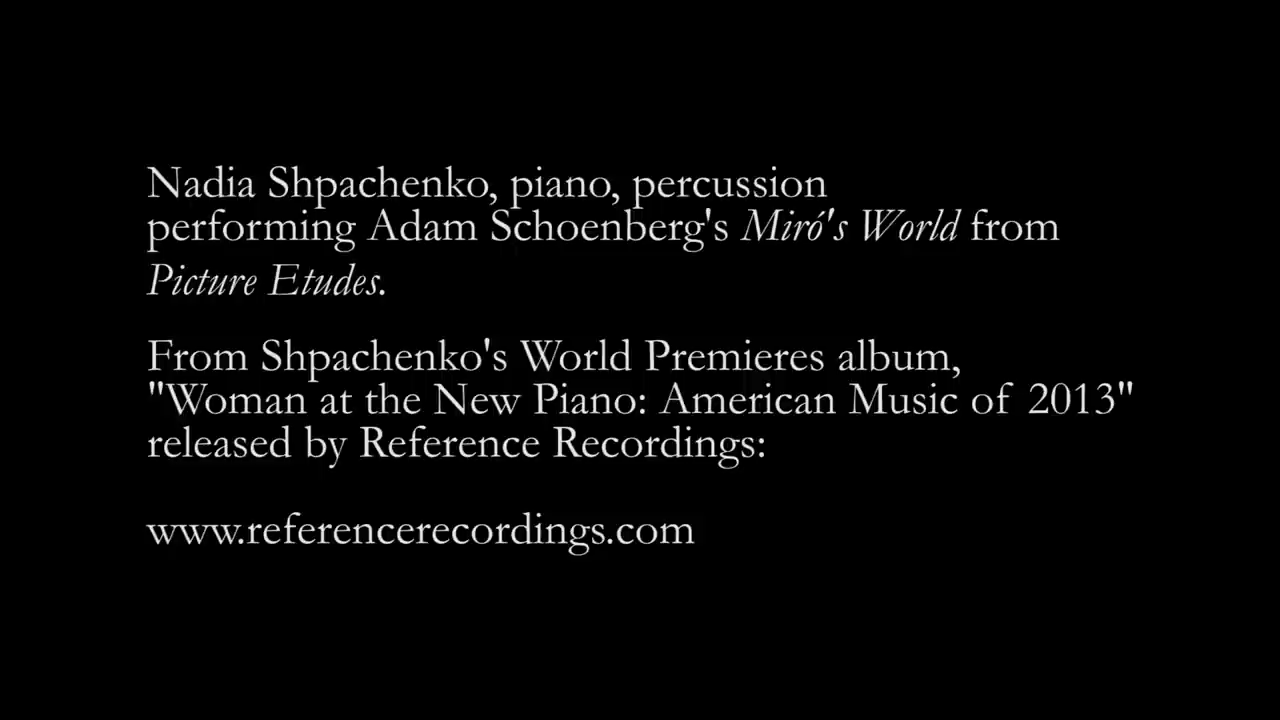 Nadia Shpachenko, piano, percussion
performing Adam Schoenberg's Miró's World from
Picture Etudes.
From Shpachenko's World Premieres album,
"Woman at the New Piano: American Music of 2013"
released by Reference Recordings:
www.referencerecordings.com